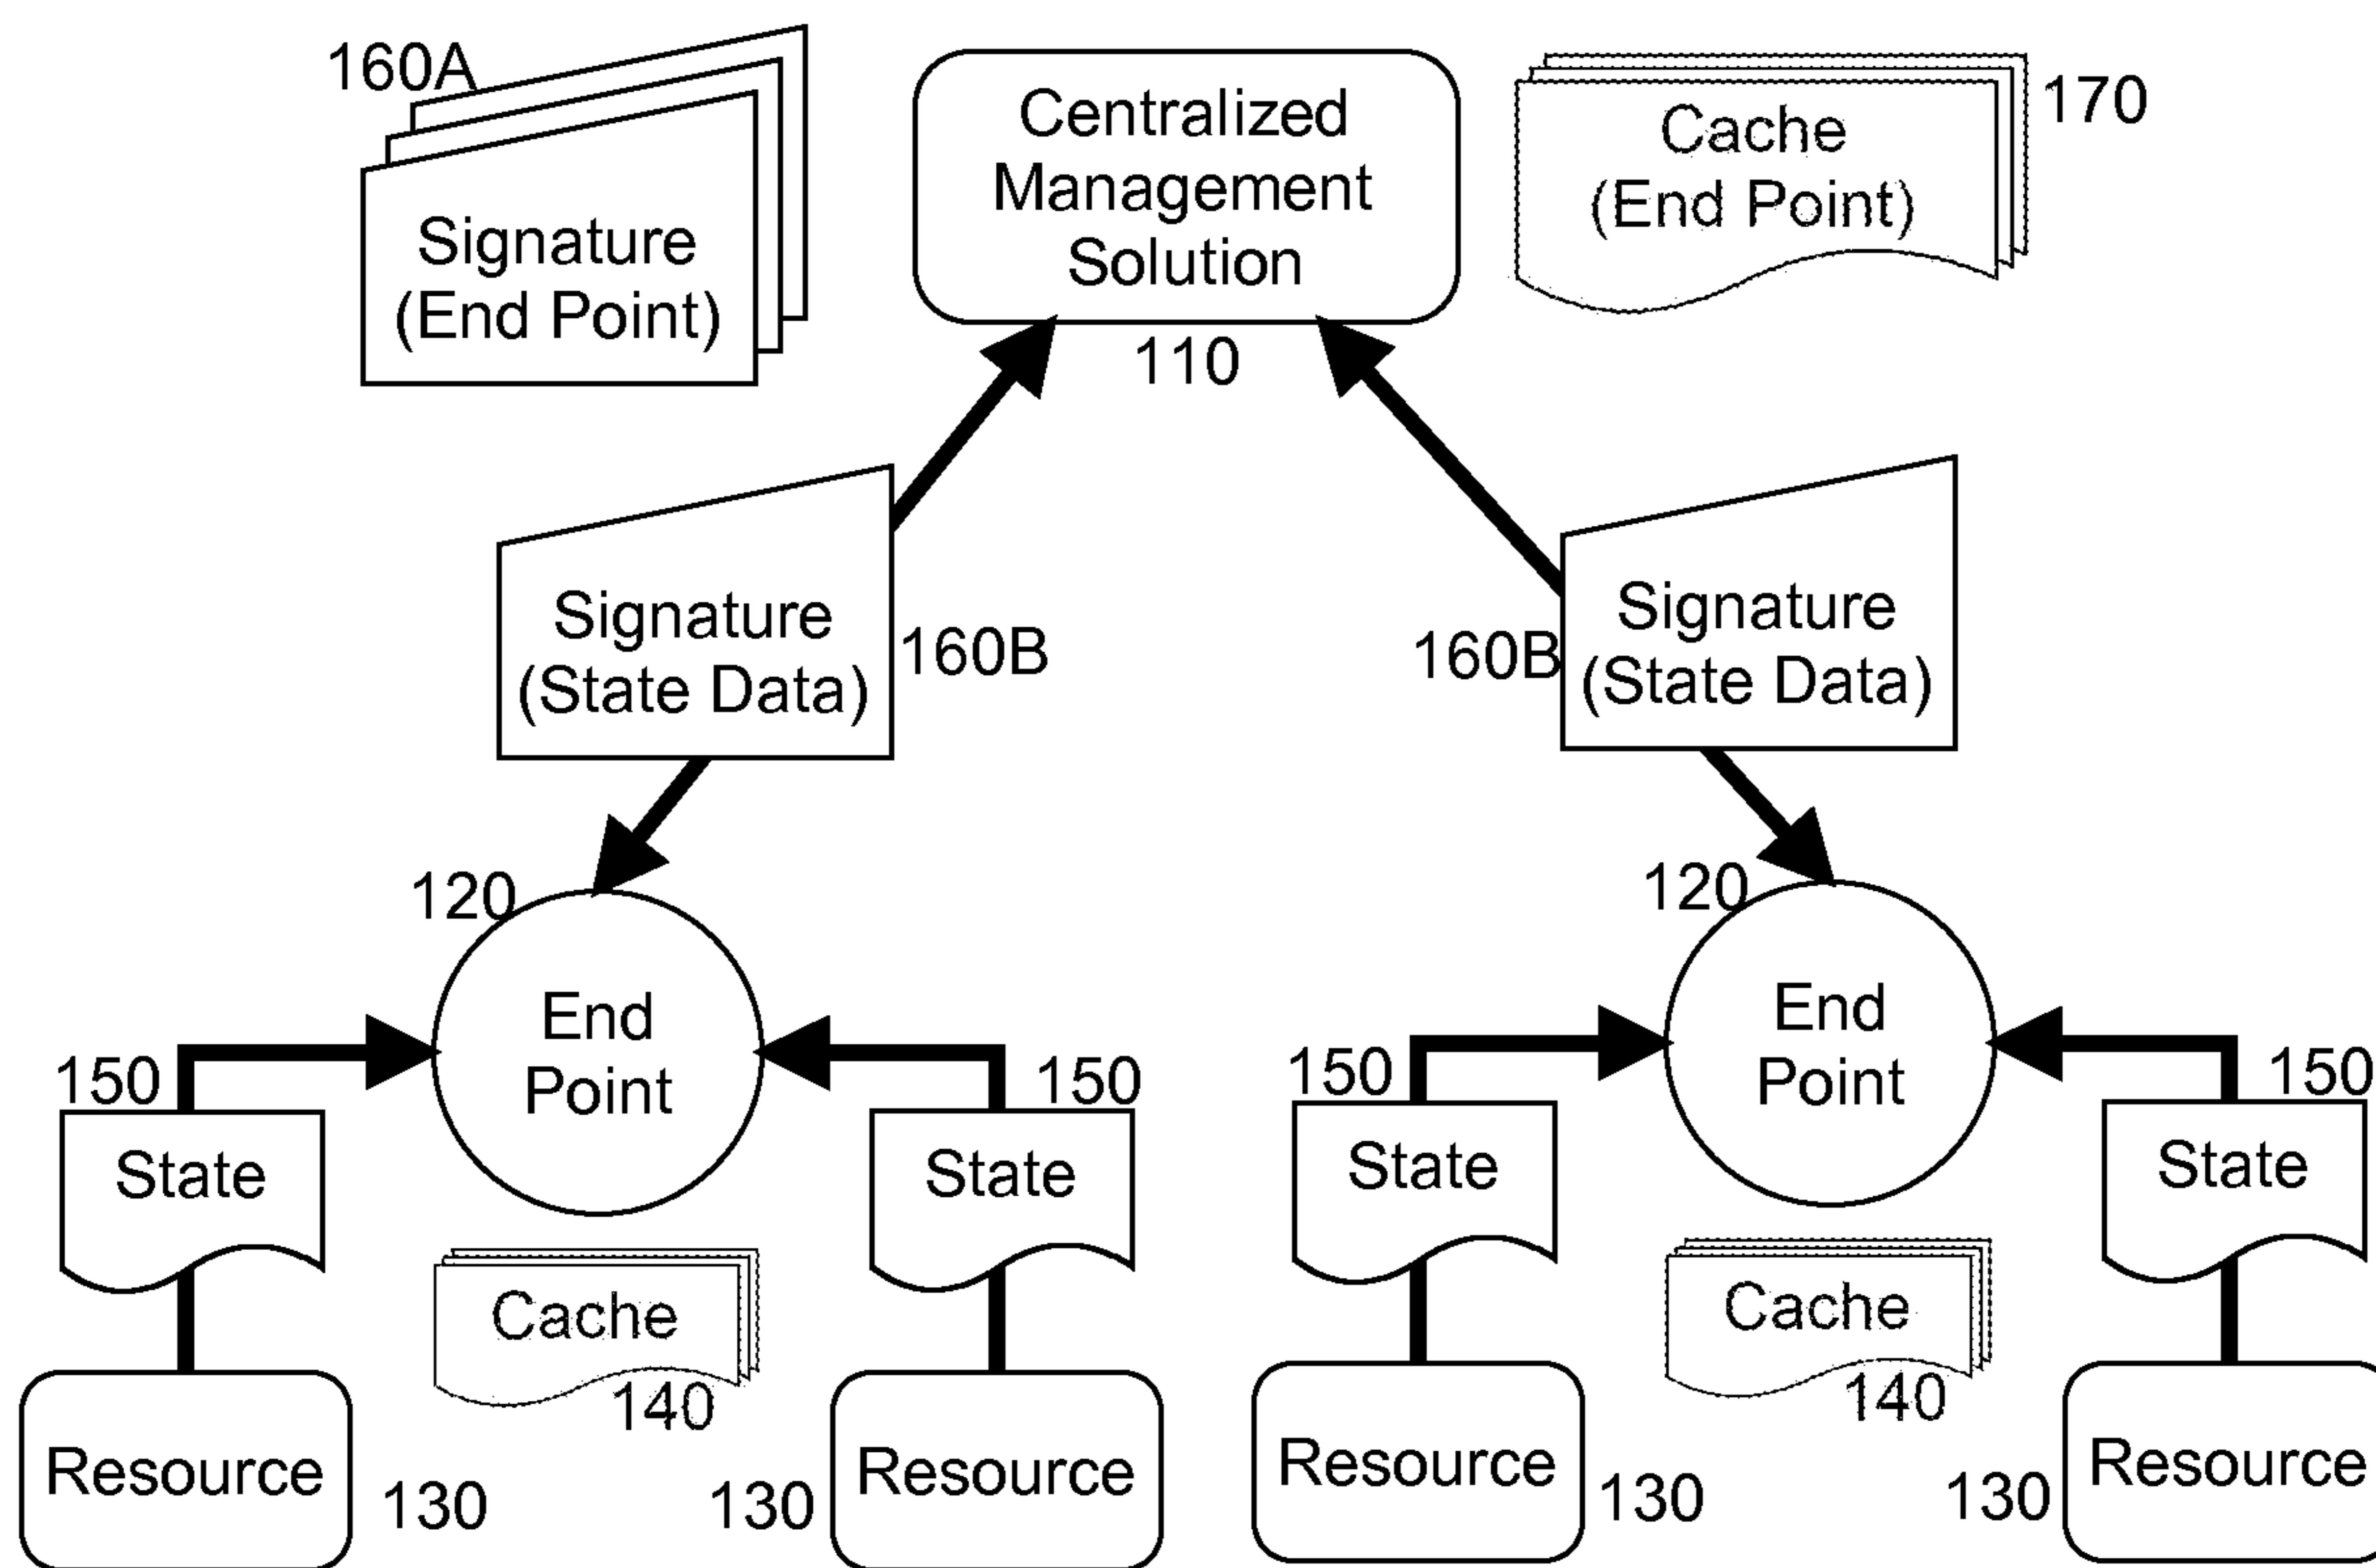 160A
Signature
(End Point)
Centralized
Management
Solution
110
Cache
(End Point)
170
Signature
(State Data)
160B
160B
Signature
(State Data)
120
End
Point
150
State
150
State
Cache
140
Resource
130
130
Resource
120
End
Point
150
State
150
State
Cache
140
Resource
130
130
Resource